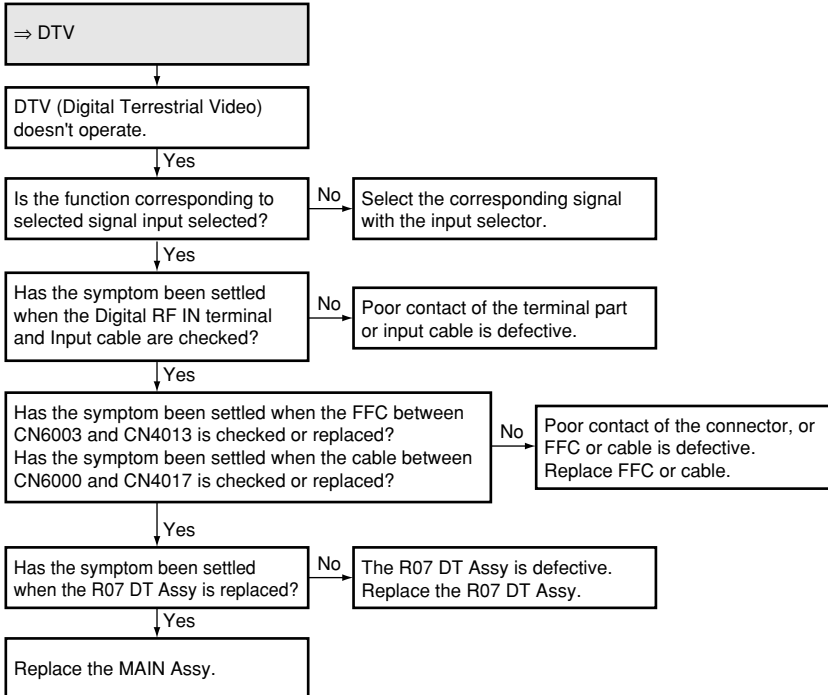 ⇒ DTV
DTV (Digital Terrestrial Video)
doesn't operate.
Yes
Is the function corresponding to
selected signal input selected?
No
Select the corresponding signal
with the input selector.
Yes
Has the symptom been settled
when the Digital RF IN terminal
and Input cable are checked?
No
Poor contact of the terminal part
or input cable is defective.
Yes
Has the symptom been settled when the FFC between
CN6003 and CN4013 is checked or replaced?
Has the symptom been settled when the cable between
CN6000 and CN4017 is checked or replaced?
No
Poor contact of the connector, or
FFC or cable is defective.
Replace FFC or cable.
Yes
Has the symptom been settled
when the R07 DT Assy is replaced?
No
The R07 DT Assy is defective.
Replace the R07 DT Assy.
Yes
Replace the MAIN Assy.